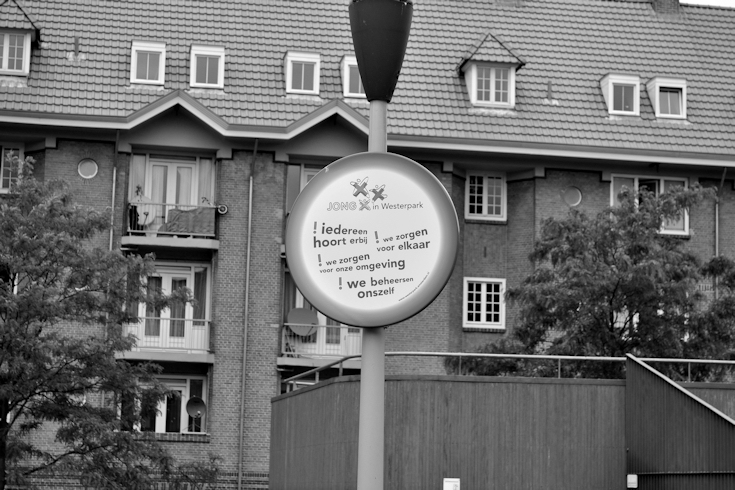 JONG in Westerpark
! iedereen
hoort erbij
! we zorgen
voor elkaar
! we zorgen
voor onze omgeving
! we beheersen
onszelf